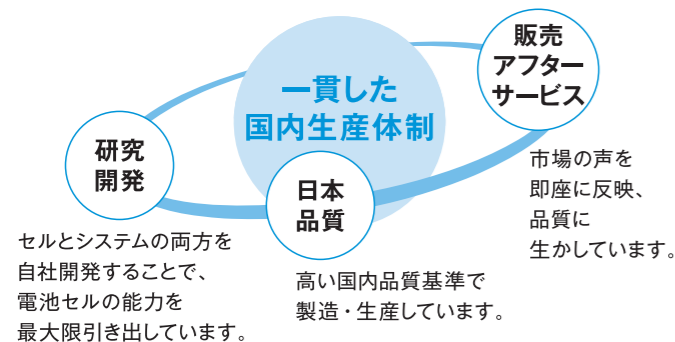 一貫した
国内生産体制
研究
開発
セルとシステムの両方を
自社開発することで、
電池セルの能力を
最大限引き出しています。
日本
品質
高い国内品質基準で
製造・生産しています。
販売
アフター
サービス
市場の声を
即座に反映、
品質に
生かしています。